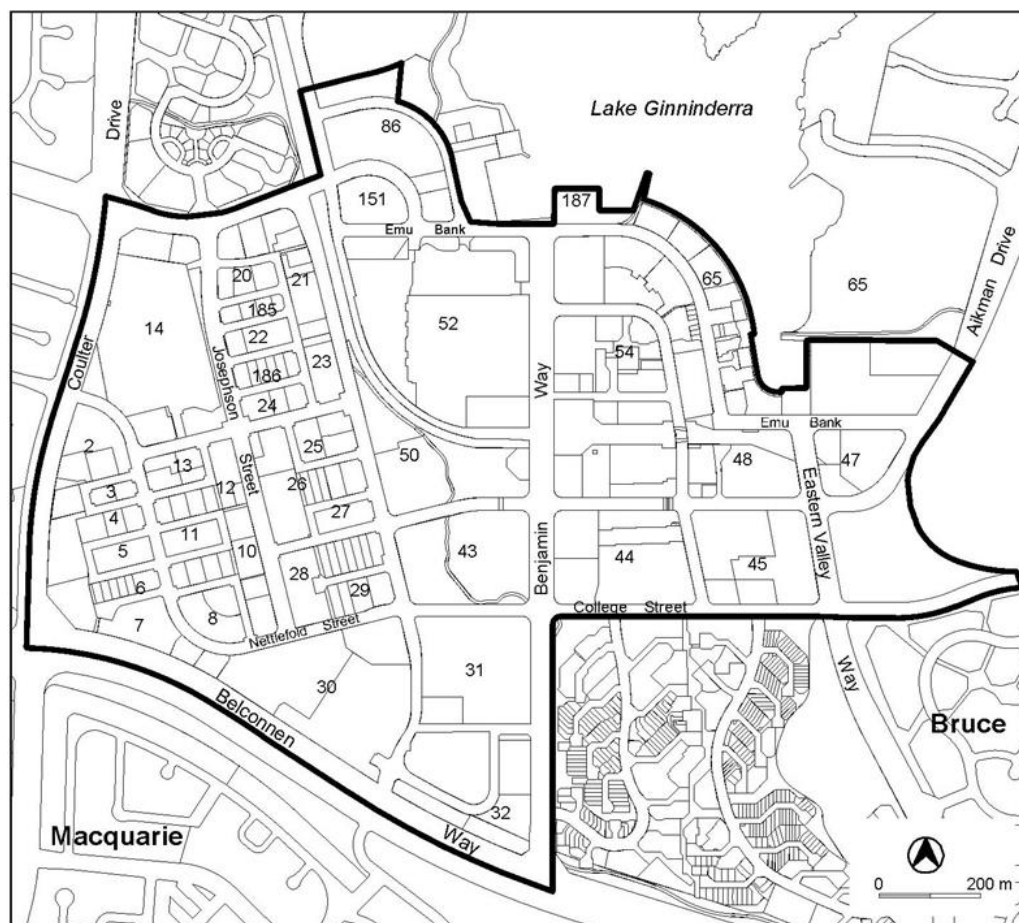 Lake Ginninderra
Drive
86
151
187
Emu Bank
65
65
Aikman Drive
14
20
21
185
22
186
23
24
Josephson
Street
Coulter
52
54
Way
Benjamin
Emu Bank
2
3
4
5
6
7
8
13
12
11
10
25
26
27
28
29
50
48
47
43
44
45
Eastern Valley
Way
College Street
Nettlefold Street
30
31
32
Belconnen
Way
Macquarie
Bruce
0 200 m